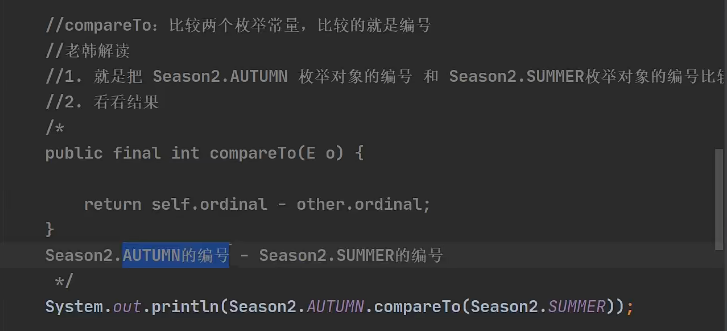 //compareTo：比较两个枚举常量，比较的就是编号
//老韩解读
//1. 就是把 Season2.AUTUMN 枚举对象的编号 和 Season2.SUMMER枚举对象的编号比较
//2. 看看结果
/*
public final int compareTo(E o) {
return self.ordinal - other.ordinal;
}
Season2.AUTUMN的编号 - Season2.SUMMER的编号
*/
System.out.println(Season2.AUTUMN.compareTo(Season2.SUMMER));